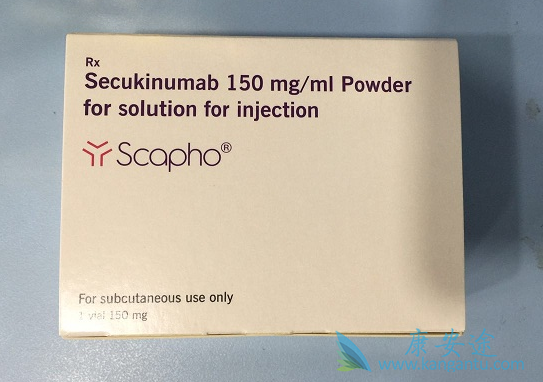 Rx
Secukinumab 150 mg/ml Powder
for solution for injection
Scapho®
For subcutaneous use only
1 vial 150 mg
康安途